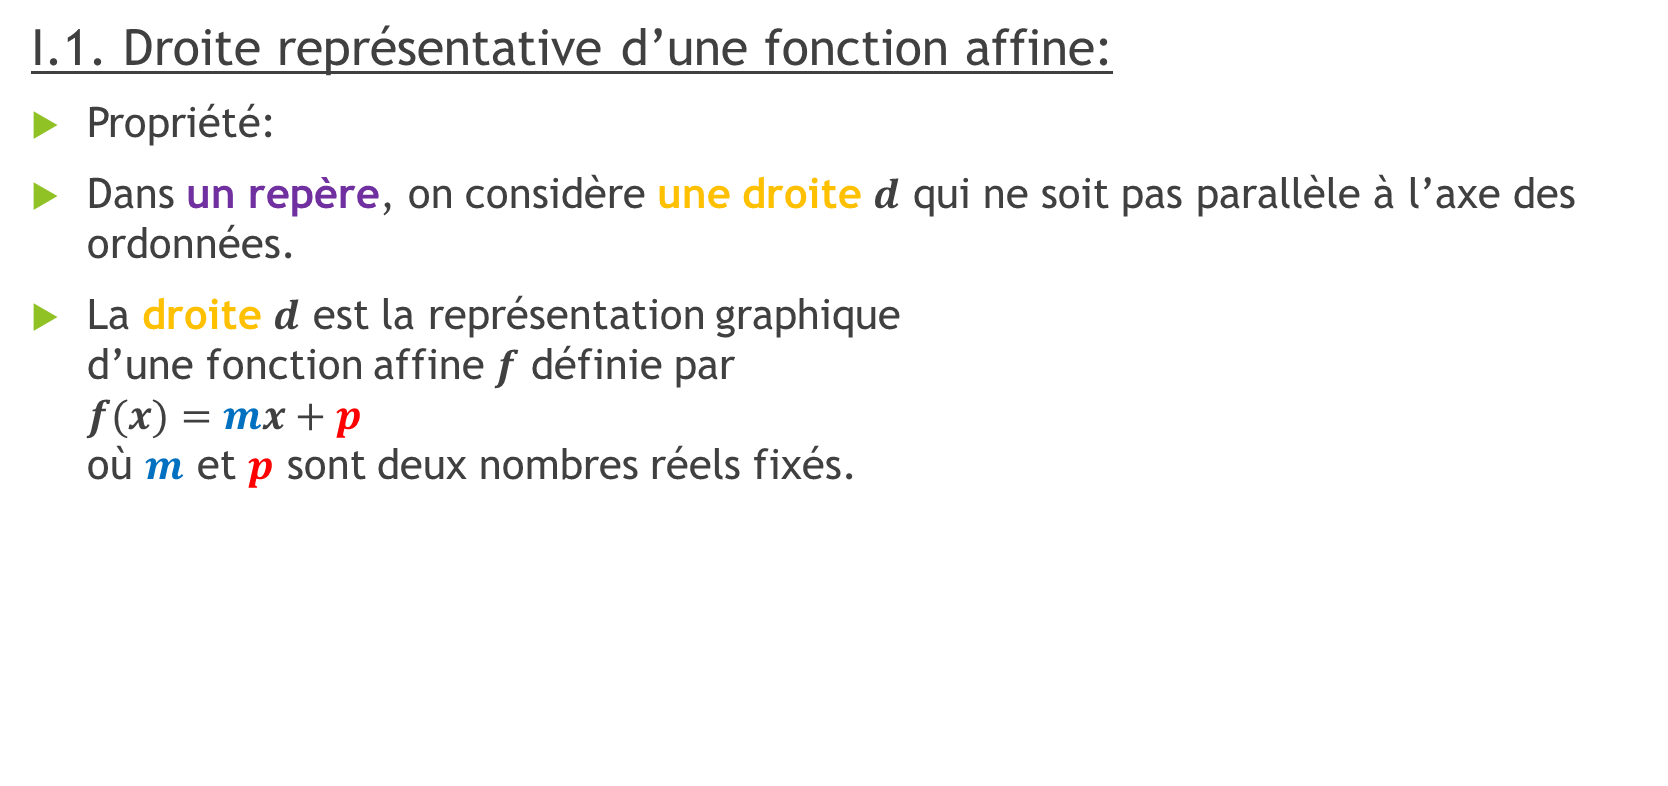 I.1. Droite représentative d’une fonction affine:
Propriété:
Dans un repère, on considère une droite d qui ne soit pas parallèle à l’axe des
ordonnées.
La droite d est la représentation graphique
d’une fonction affine f définie par
f(x) = mx + p
où m et p sont deux nombres réels fixés.